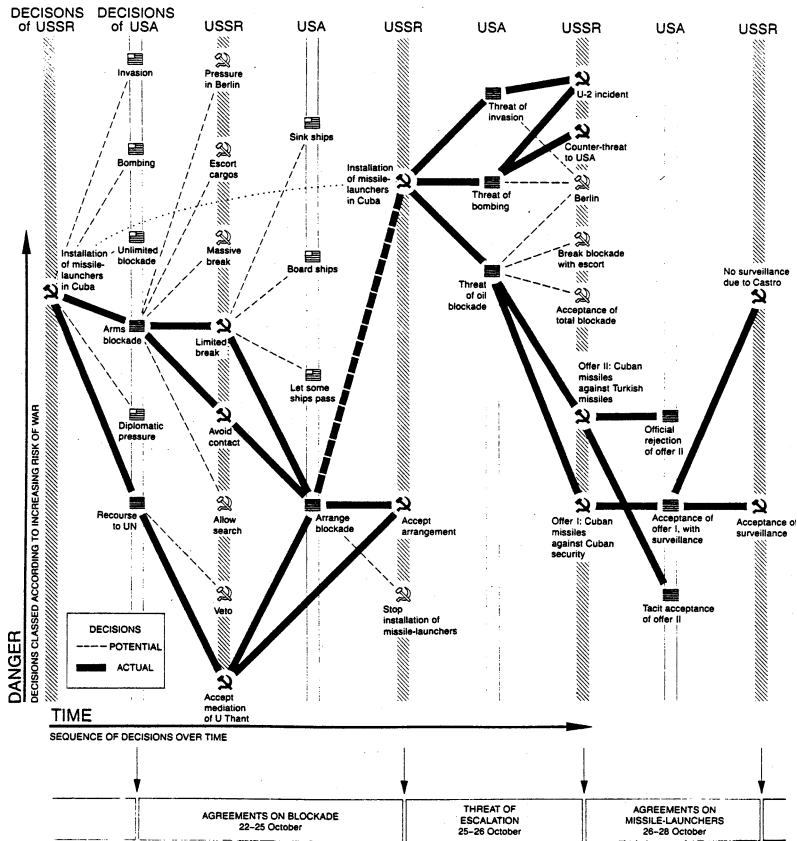 DECISONS
of USSR
DECISIONS
of USA
USSR
USA
USSR
USA
USSR
USA
USSR
Invasion
Pressure
in Berlin
U-2 incident
Threat of
invasion
Sink ships
Counter-threat
to USA
Bombing
Escort
cargos
Installation
of missile-
launchers
in Cuba
Threat of
bombing
Berlin
Installation
of missile-
launchers
in Cuba
Unlimited
blockade
Massive
break
Board ships
Break blockade
with escort
Threat
of oil
blockade
No surveillance
due to Castro
Acceptance of
total blockade
Arms
blockade
Limited
break
Let some
ships pass
Offer II: Cuban
missiles
against Turkish
missiles
Diplomatic
pressure
Avoid
contact
Official
rejection
of offer II
Recourse
to UN
Allow
search
Arrange
blockade
Accept
arrangement
Offer I: Cuban
missiles
against Cuban
security
Acceptance of
offer I, with
surveillance
Acceptance of
surveillance
Veto
Stop
installation of
missile-launchers
Tacit acceptance
of offer II
Accept
mediation
of U Thant
DECISIONS
POTENTIAL
ACTUAL
DANGER
DECISIONS CLASSED ACCORDING TO INCREASING RISK OF WAR
TIME
SEQUENCE OF DECISIONS OVER TIME
AGREEMENTS ON BLOCKADE
22–25 October
THREAT OF
ESCALATION
25–26 October
AGREEMENTS ON
MISSILE-LAUNCHERS
26–28 October